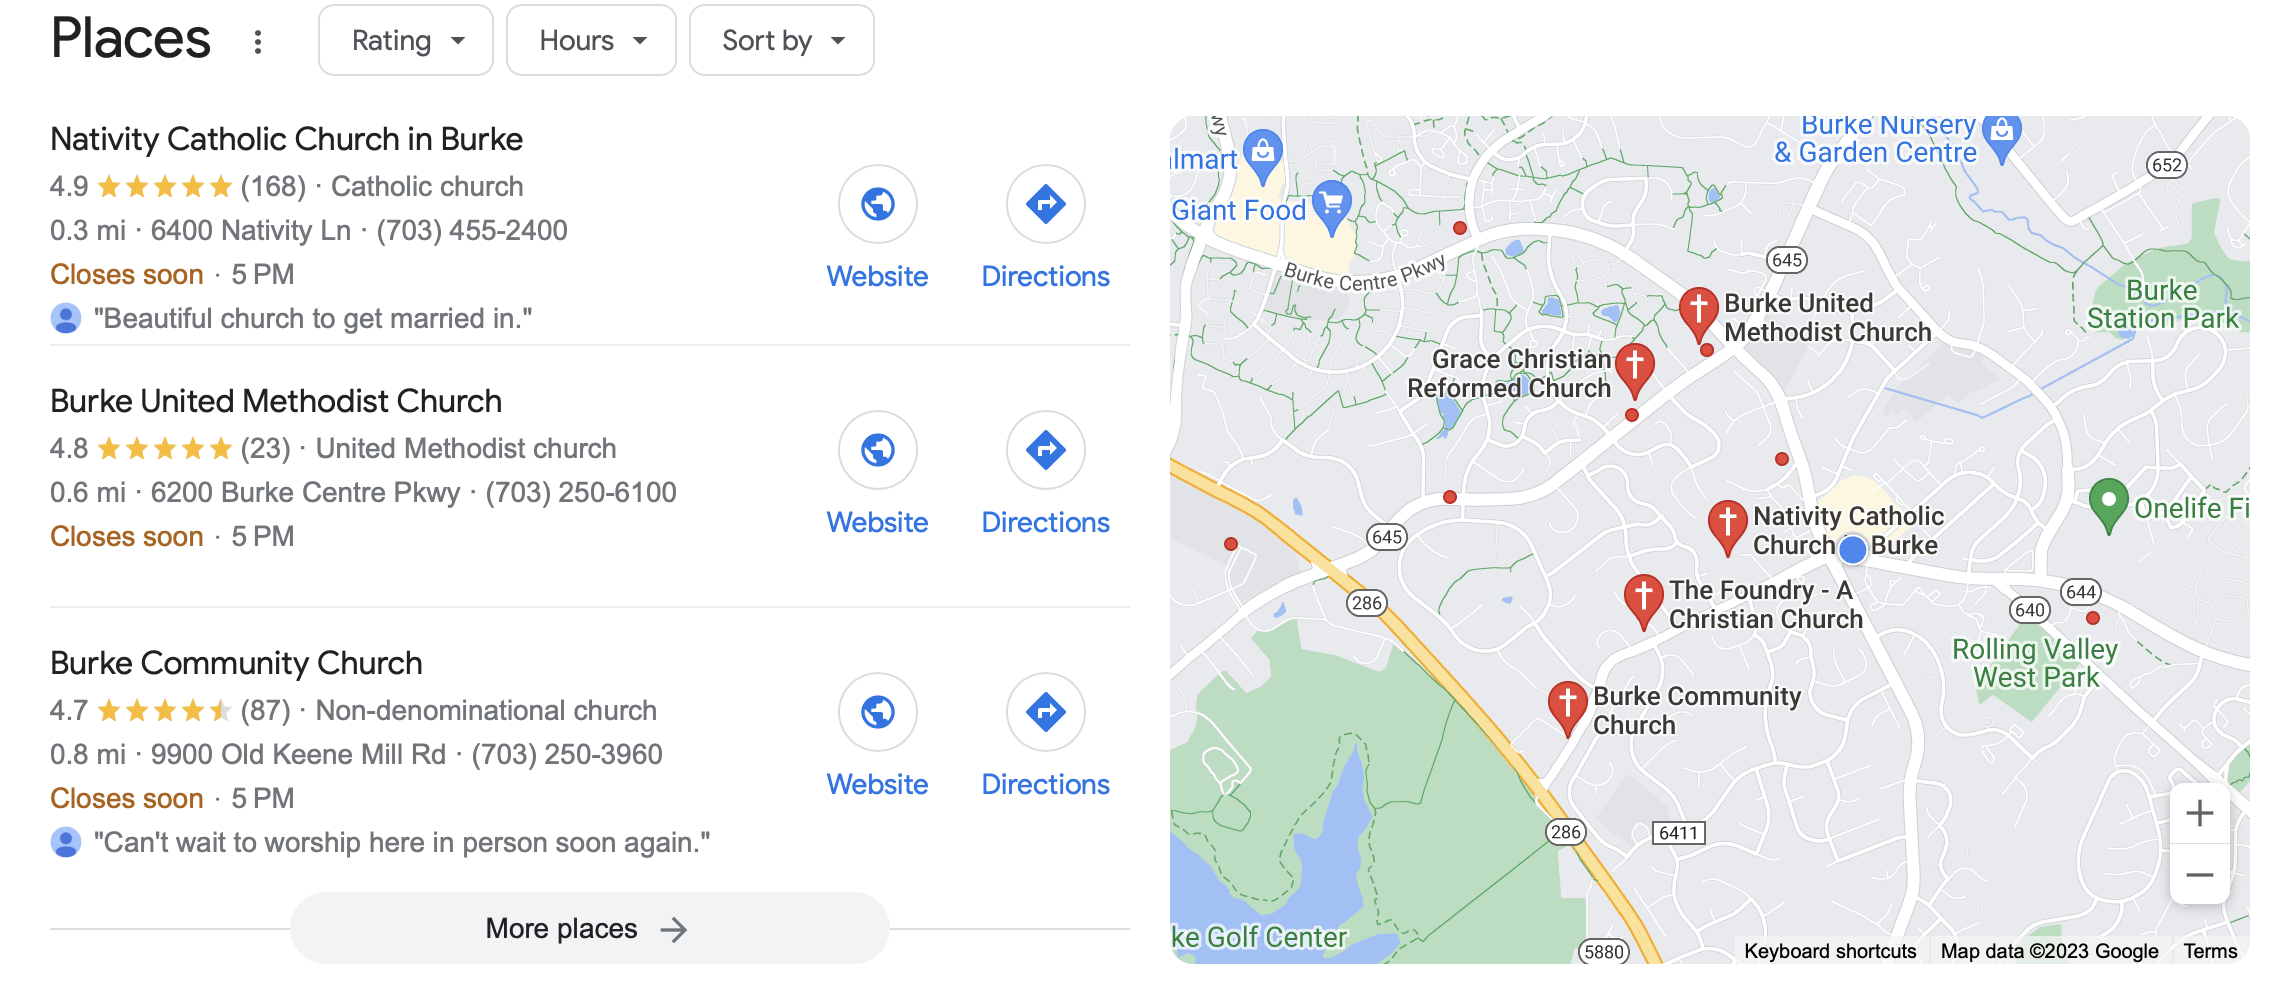 Places
Rating
Hours
Sort by
Nativity Catholic Church in Burke
4.9 (168) · Catholic church
0.3 mi · 6400 Nativity Ln · (703) 455-2400
Closes soon · 5 PM
"Beautiful church to get married in."
Website
Directions
Burke United Methodist Church
4.8 (23) · United Methodist church
0.6 mi · 6200 Burke Centre Pkwy · (703) 250-6100
Closes soon · 5 PM
Website
Directions
Burke Community Church
4.7 (87) · Non-denominational church
0.8 mi · 9900 Old Keene Mill Rd · (703) 250-3960
Closes soon · 5 PM
"Can't wait to worship here in person soon again."
Website
Directions
More places
wy
lmart
Giant Food
Burke Nursery
& Garden Centre
652
Burke Centre Pkwy
645
Burke
Station Park
Burke United
Methodist Church
Grace Christian
Reformed Church
Onelife Fi
Nativity Catholic
Church Burke
645
286
The Foundry - A
Christian Church
644
640
Rolling Valley
West Park
Burke Community
Church
286
6411
ke Golf Center
5880
Keyboard shortcuts
Map data ©2023 Google
Terms